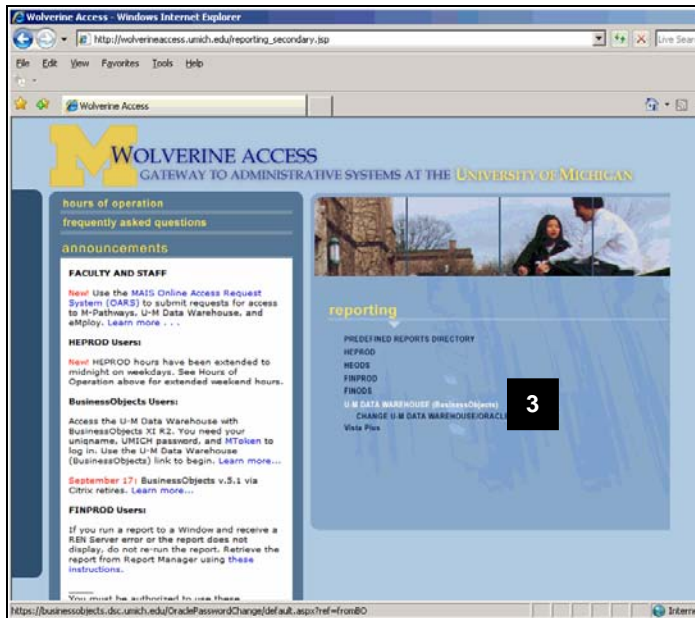 Wolverine Access - Windows Internet Explorer
http://wolverineaccess.umich.edu/reporting_secondary.jsp
Live Sear
File Edit View Favorites Tools Help
Wolverine Access
WOLVERINE ACCESS
GATEWAY TO ADMINISTRATIVE SYSTEMS AT THE UNIVERSITY OF MICHIGAN
hours of operation
frequently asked questions
announcements
FACULTY AND STAFF
New! Use the MAIS Online Access Request
System (OARS) to submit requests for access
to M-Pathways, U-M Data Warehouse, and
eMploy. Learn more . . .
HEPROD Users:
New! HEPROD hours have been extended to
midnight on weekdays. See Hours of
Operation above for extended weekend hours.
BusinessObjects Users:
Access the U-M Data Warehouse with
BusinessObjects XI R2. You need your
uniqname, UMICH password, and MToken to
log in. Use the U-M Data Warehouse
(BusinessObjects) link to begin. Learn more...
September 17: BusinessObjects v.5.1 via
Citrix retires. Learn more...
FINPROD Users:
If you run a report to a Window and receive a
REN Server error or the report does not
display, do not re-run the report. Retrieve the
report from Report Manager using these
instructions.
You must be authorized to use these
reporting
PREDEFINED REPORTS DIRECTORY
HEPROD
HEODS
FINPROD
FINODS
U-M DATA WAREHOUSE (BusinessObjects)
CHANGE U-M DATA WAREHOUSE/ORACLE
Vista Plus
3
https://businessobjects.dsc.umich.edu/OraclePasswordChange/default.aspx?ref=fromBO
Intern